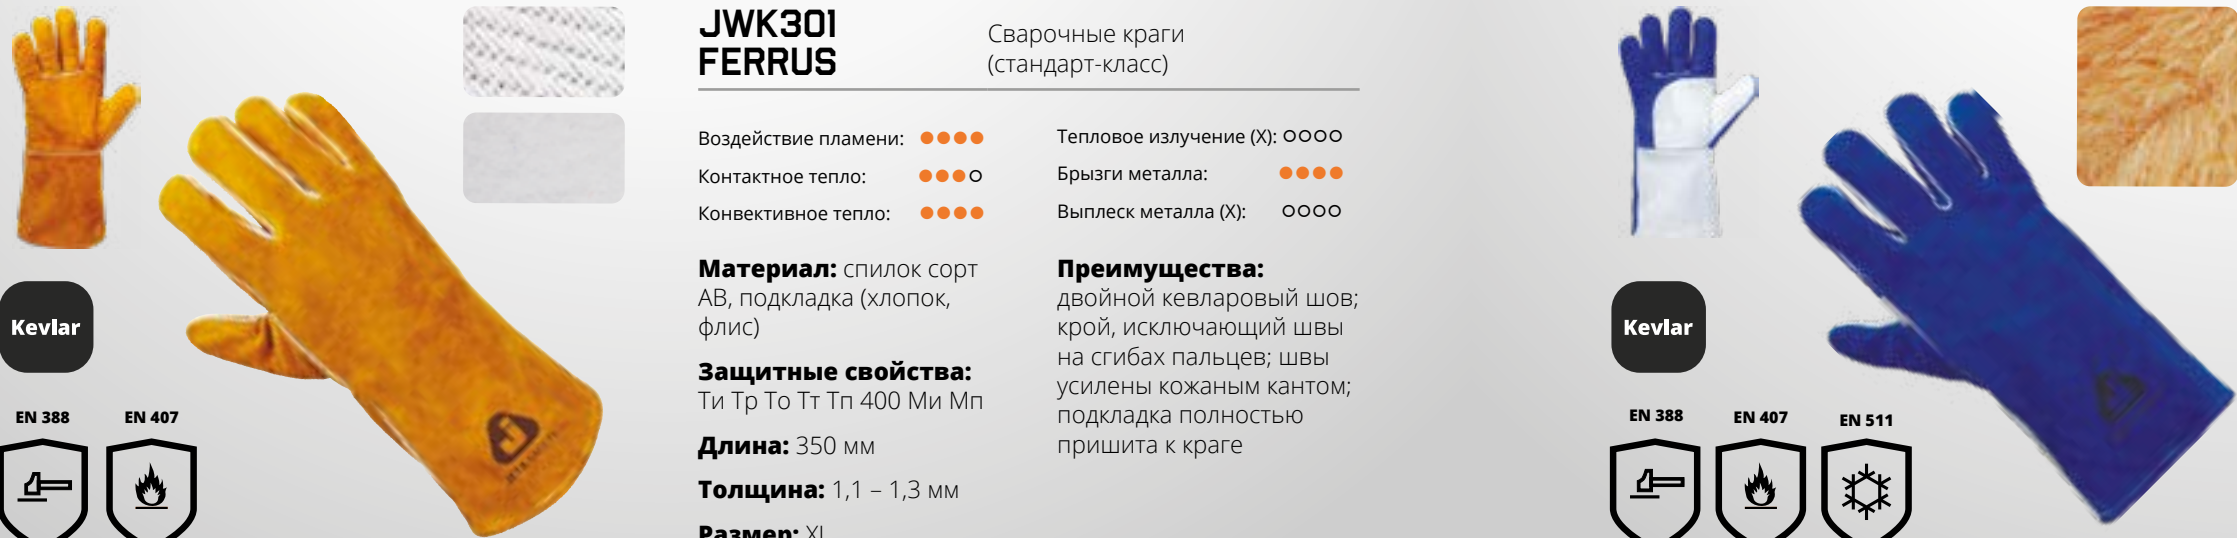 JWK301
FERRUS
Сварочные краги
(стандарт-класс)
Воздействие пламени:
Контактное тепло:
Конвективное тепло:
Тепловое излучение (X):
Брызги металла:
Выплеск металла (X):
Материал: спилок сорт
АВ, подкладка (хлопок,
флис)
Защитные свойства:
Ти Тр То Тт Тп 400 Ми Мп
Длина: 350 мм
Толщина: 1,1 – 1,3 мм
Размер: XL
Преимущества:
двойной кевларовый шов;
крой, исключающий швы
на сгибах пальцев; швы
усилены кожаным кантом;
подкладка полностью
пришита к краге
Kevlar
EN 388
EN 407
Kevlar
EN 388
EN 407
EN 511